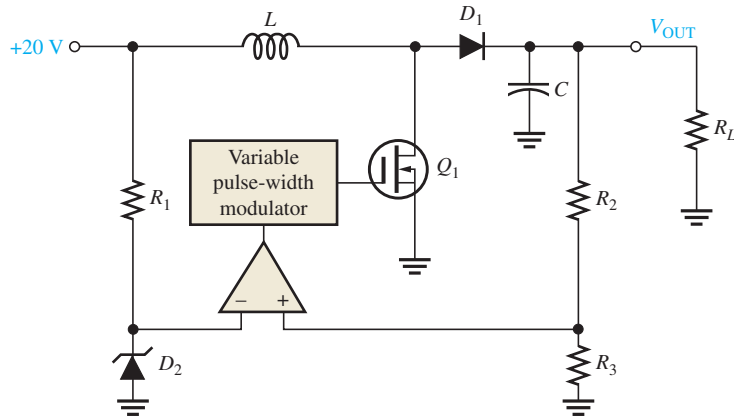 L
D1
+20 V
VOUT
C
RL
Variable
pulse-width
modulator
Q1
R1
R2
– +
D2
R3